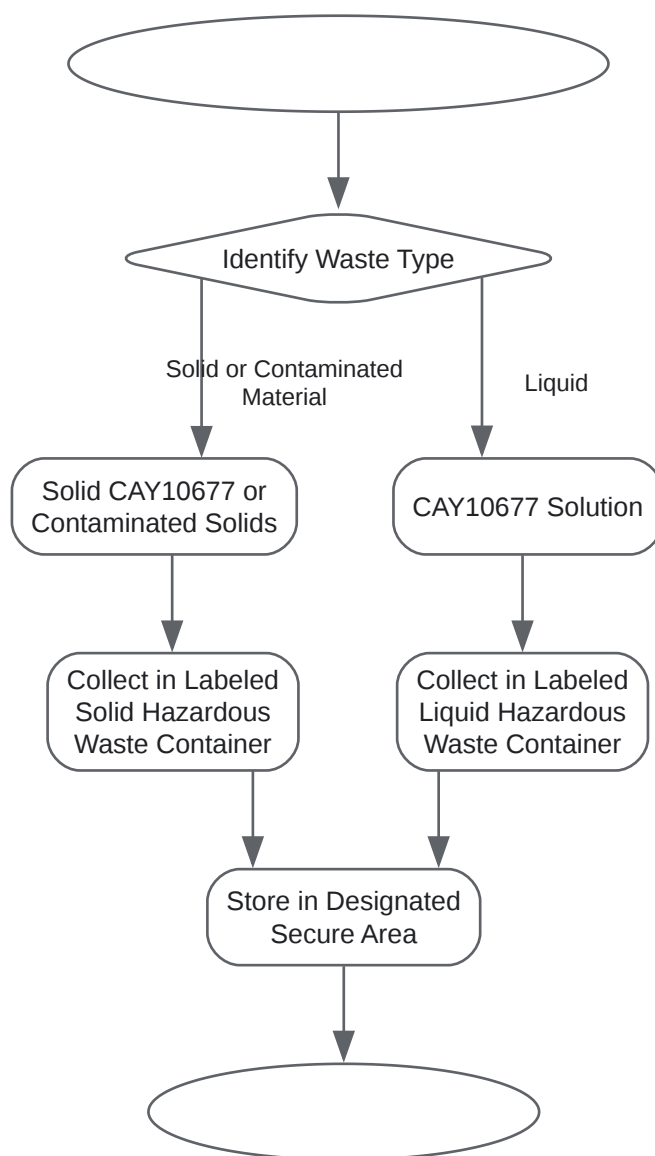 Identify Waste Type
Solid or Contaminated
Material
Liquid
Solid CAY10677 or
Contaminated Solids
CAY10677 Solution
Collect in Labeled
Solid Hazardous
Waste Container
Collect in Labeled
Liquid Hazardous
Waste Container
Store in Designated
Secure Area